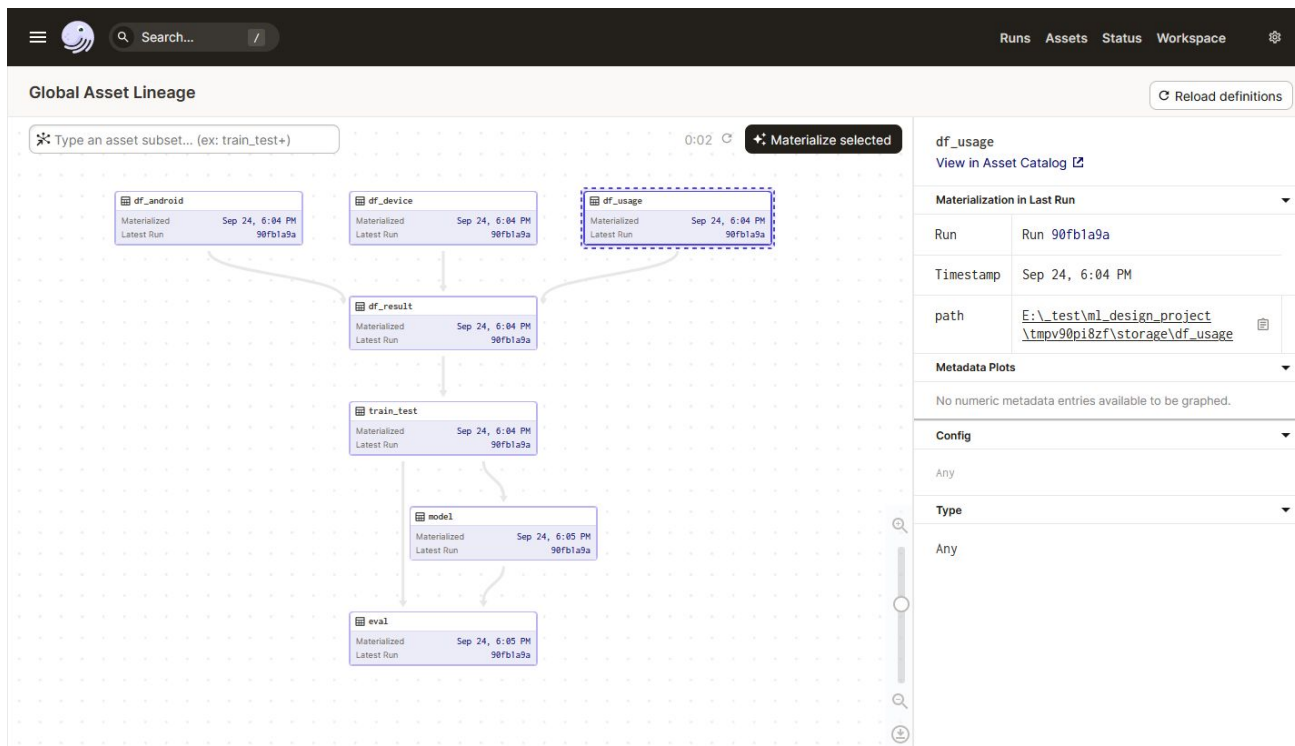 Search... /
Runs Assets Status Workspace
Global Asset Lineage
Reload definitions
Type an asset subset... (ex: train_test+)
0:02
Materialize selected
df_android
Materialized Sep 24, 6:04 PM
Latest Run 90fb1a9a
df_device
Materialized Sep 24, 6:04 PM
Latest Run 90fb1a9a
df_usage
Materialized Sep 24, 6:04 PM
Latest Run 90fb1a9a
df_result
Materialized Sep 24, 6:04 PM
Latest Run 90fb1a9a
train_test
Materialized Sep 24, 6:04 PM
Latest Run 90fb1a9a
model
Materialized Sep 24, 6:05 PM
Latest Run 90fb1a9a
eval
Materialized Sep 24, 6:05 PM
Latest Run 90fb1a9a
df_usage
View in Asset Catalog
Materialization in Last Run
Run Run 90fb1a9a
Timestamp Sep 24, 6:04 PM
path E:\_test\ml_design_project
\tmpv90pi8zf\storage\df_usage
Metadata Plots
No numeric metadata entries available to be graphed.
Config
Any
Type
Any